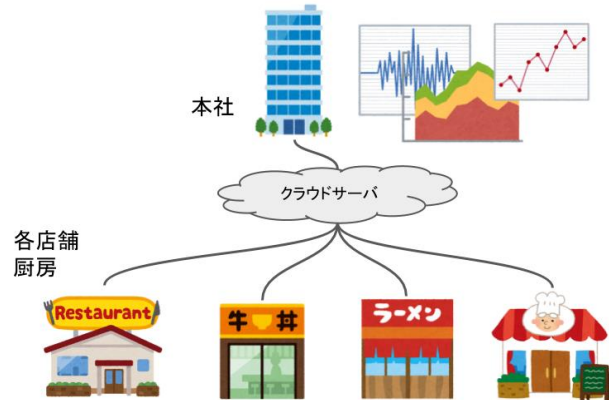 本社
クラウドサーバ
各店舗
厨房
Restaurant
牛丼
ラーメン